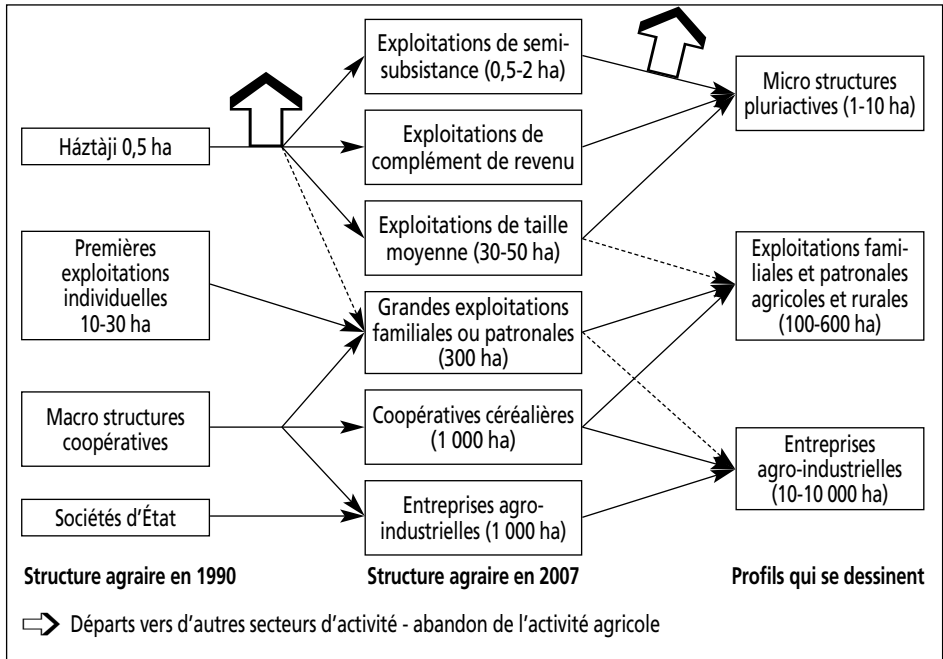 Háztàji 0,5 ha
Premières
exploitations
individuelles
10-30 ha
Macro structures
coopératives
Sociétés d'État
Structure agraire en 1990
Exploitations de semi-
subsistance (0,5-2 ha)
Exploitations de
complément de revenu
Exploitations de taille
moyenne (30-50 ha)
Grandes exploitations
familiales ou patronales
(300 ha)
Coopératives céréalières
(1 000 ha)
Entreprises agro-
industrielles (1 000 ha)
Structure agraire en 2007
Micro structures
pluriactives (1-10 ha)
Exploitations fami-
liales et patronales
agricoles et rurales
(100-600 ha)
Entreprises
agro-industrielles
(10-10 000 ha)
Profils qui se dessinent
Départs vers d'autres secteurs d'activité - abandon de l'activité agricole